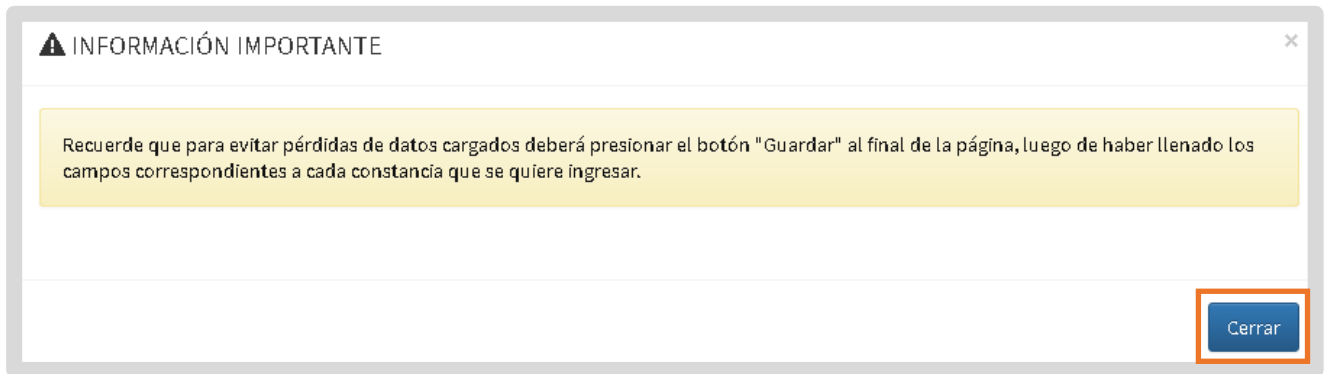 INFORMACIÓN IMPORTANTE
Recuerde que para evitar pérdidas de datos cargados deberá presionar el botón "Guardar" al final de la página, luego de haber llenado los
campos correspondientes a cada constancia que se quiere ingresar.
Cerrar